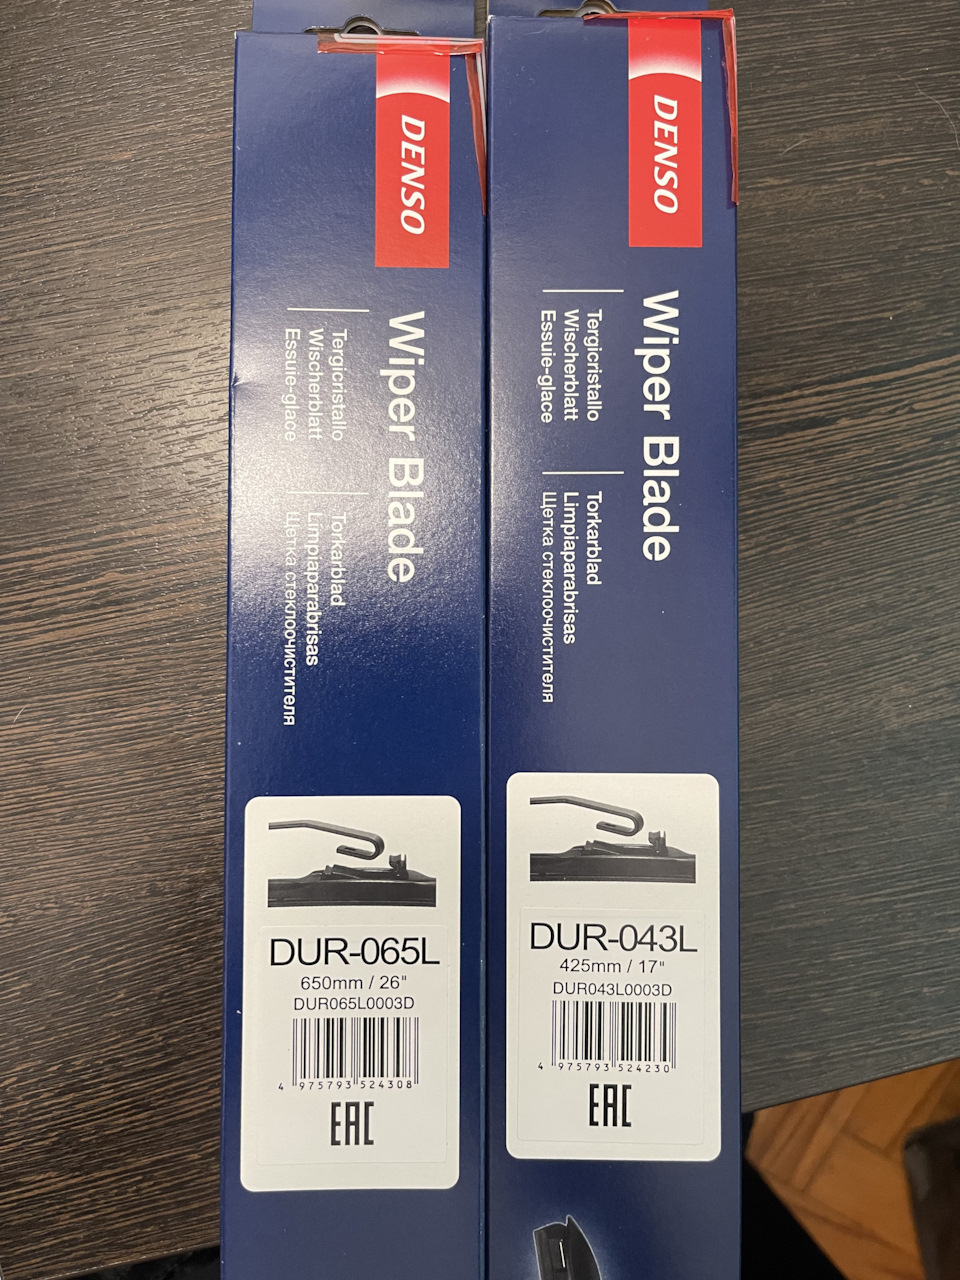 DENSO
Wiper Blade
Tergicristallo
Wischerblatt
Essuie-glace
Torkarblad
Limpiaparabrisas
Щетка стеклоочистителя
DUR-065L
650mm / 26"
DUR065L0003D
4 975793 524308
EAC
DENSO
Wiper Blade
Tergicristallo
Wischerblatt
Essuie-glace
Torkarblad
Limpiaparabrisas
Щетка стеклоочистителя
DUR-043L
425mm / 17"
DUR043L0003D
4 975793 524230
EAC